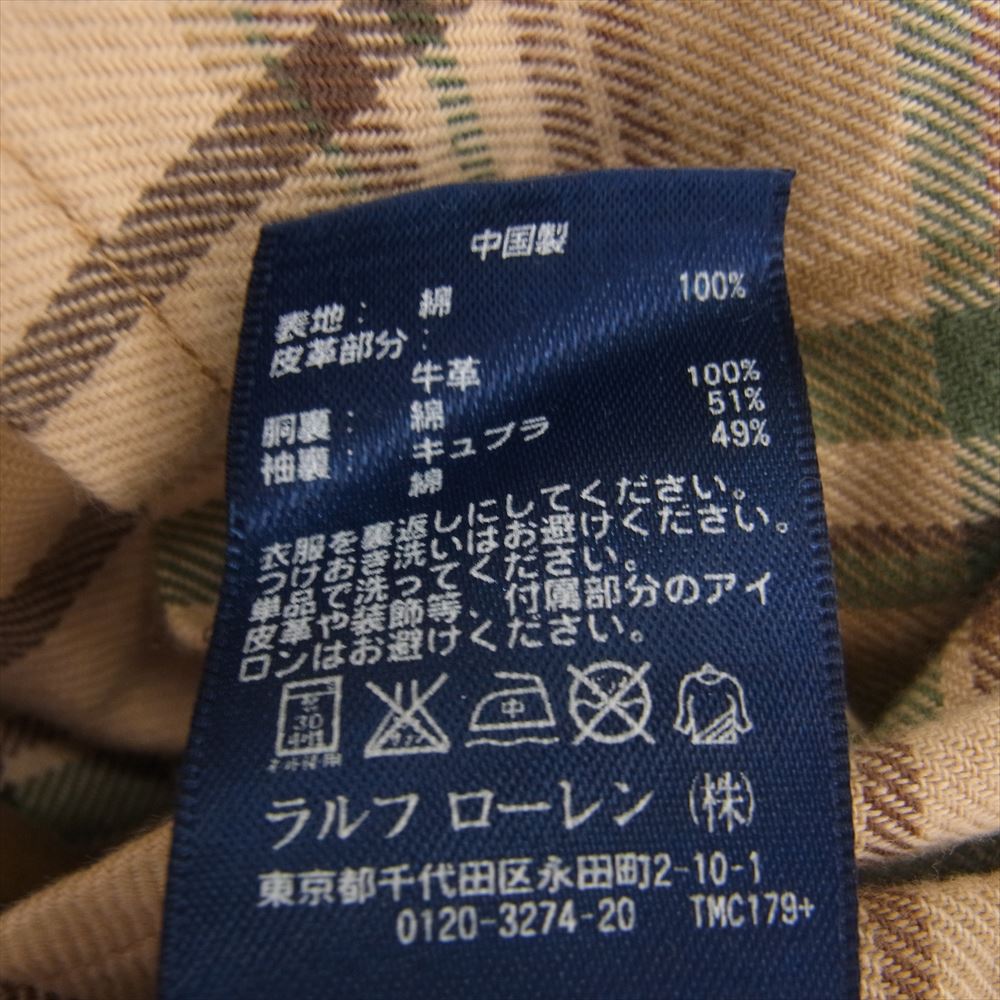 中国製
表地: 綿 100%
皮革部分:
牛革 100%
胴裏: 綿 51%
袖裏: キュプラ 49%
綿
衣服を裏返しにしてください。
つけおき洗いはお避けください。
単品で洗ってください。
皮革や装飾等、付属部分のアイ
ロンはお避けください。
30
中
ラルフ ローレン (株)
東京都千代田区永田町2-10-1
0120-3274-20 TMC179+